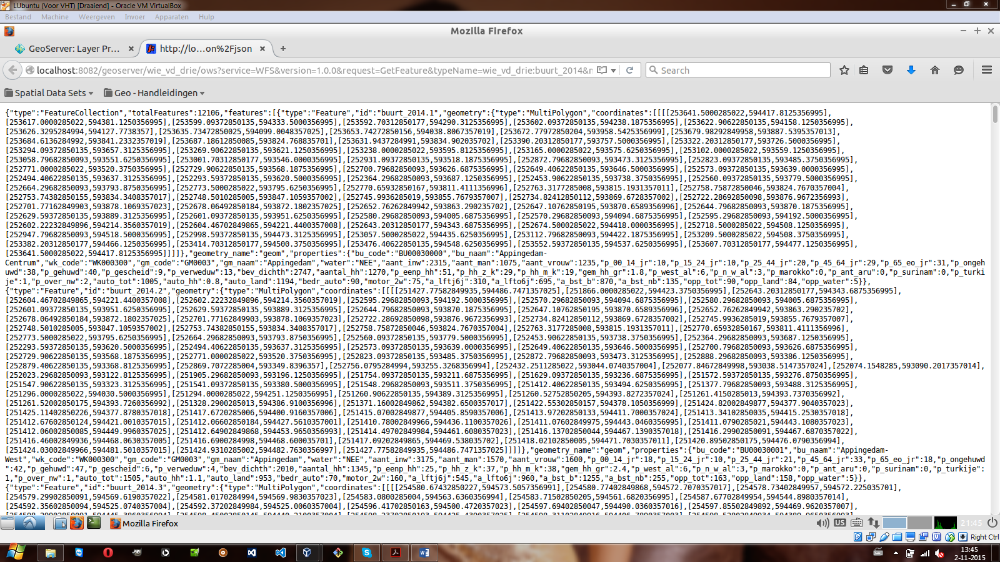 LUbuntu (Voor VHT) [Draaiend] - Oracle VM VirtualBox
Bestand Machine Weergeven Invoer Apparaten Hulp
Mozilla Firefox
GeoServer: Layer Pr... http://lo...on%2Fjson
localhost:8082/geoserver/wie_vd_drie/ows?service=WFS&version=1.0.0&request=GetFeature&typeName=wie_vd_drie:buurt_2014&m Search
Spatial Data Sets Geo - Handleidingen
{"type":"FeatureCollection","totalFeatures":12106,"features":[{"type":"Feature","id":"buurt_2014.1","geometry":{"type":"MultiPolygon","coordinates":[[[[253641.5000285022,594417.8125356995],
[253617.0000285022,594381.1250356995],[253599.09372850135,594333.5000356995],[253592.70312850177,594290.3125356995],[253602.09372850135,594238.1875356995],[253622.90622850135,594158.1250356995],
[253626.3295284994,594127.7738357],[253635.73472850025,594099.0048357025],[253653.74272850156,594038.8067357019],[253672.77972850204,593958.5425356999],[253679.98292849958,593887.5395357013],
[253684.6136284992,593841.2332357019],[253687.18612850085,593824.768835701],[253631.9437284991,593834.902035702],[253390.20312850177,593757.5000356995],[253322.20312850177,593726.5000356995],
[253294.09372850135,593657.3125356995],[253269.90622850135,593621.1250356995],[253238.0000285022,593595.8125356995],[253165.0000285022,593575.6250356995],[253102.0000285022,593559.1250356995],
[253058.79682850093,593551.6250356995],[253001.70312850177,593546.0000356995],[252931.09372850135,593518.1875356995],[252872.79682850093,593473.3125356995],[252823.09372850135,593485.3750356995],
[252771.0000285022,593520.3750356995],[252729.90622850135,593568.1875356995],[252700.79682850093,593626.6875356995],[252649.40622850135,593646.5000356995],[252573.09372850135,593639.0000356995],
[252494.40622850135,593637.3125356995],[252293.59372850135,593620.5000356995],[252364.29682850093,593687.1250356995],[252453.90622850135,593738.3750356995],[252560.09372850135,593779.5000356995],
[252664.29682850093,593793.8750356995],[252773.5000285022,593795.6250356995],[252770.65932850167,593811.4111356996],[252763.3177285008,593815.1931357011],[252758.75872850046,593824.7670357004],
[252753.74382850155,593834.3408357017],[252748.5010285005,593847.1059357002],[252745.9936285019,593855.7679357007],[252734.82412850112,593869.6728357002],[252722.28692850098,593876.9672356993],
[252701.77162849903,593878.1069357023],[252678.06492850184,593872.1802357025],[252652.76262849942,593863.290235702],[252647.10762850195,593870.6589356996],[252644.79682850093,593870.1875356995],
[252629.59372850135,593889.3125356995],[252601.09372850135,593951.6250356995],[252580.29682850093,594005.6875356995],[252570.29682850093,594094.6875356995],[252595.29682850093,594192.5000356995],
[252602.22232849896,594214.3560357019],[252604.46702849865,594221.4400357008],[252643.20312850177,594343.6875356995],[252674.5000285022,594418.0000356995],[252718.5000285022,594508.1250356995],
[252947.79682850093,594518.5000356995],[252998.59372850135,594473.3125356995],[253057.5000285022,594435.6250356995],[253112.79682850093,594422.1875356995],[253209.5000285022,594508.3750356995],
[253382.20312850177,594466.1250356995],[253414.70312850177,594500.3750356995],[253476.40622850135,594548.6250356995],[253552.59372850135,594537.6250356995],[253607.70312850177,594477.1250356995],
[253641.5000285022,594417.8125356995]]]]},"geometry_name":"geom","properties":{"bu_code":"BU00030000","bu_naam":"Appingedam-
Centrum","wk_code":"WK000300","gm_code":"GM0003","gm_naam":"Appingedam","water":"NEE","aant_inw":2315,"aant_man":1075,"aant_vrouw":1235,"p_00_14_jr":10,"p_15_24_jr":10,"p_25_44_jr":20,"p_45_64_jr":29,"p_65_eo_jr":31,"p_ongeh
uwd":38,"p_gehuwd":40,"p_gescheid":9,"p_verweduw":13,"bev_dichth":2747,"aantal_hh":1270,"p_eenp_hh":51,"p_hh_z_k":29,"p_hh_m_k":19,"gem_hh_gr":1.8,"p_west_al":6,"p_n_w_al":3,"p_marokko":0,"p_ant_aru":0,"p_surinam":0,"p_turki
je":1,"p_over_nw":2,"auto_tot":1005,"auto_hh":0.8,"auto_land":1194,"bedr_auto":90,"motor_2w":75,"a_lftj6j":310,"a_lfto6j":695,"a_bst_b":870,"a_bst_nb":135,"opp_tot":90,"opp_land":84,"opp_water":5}},
{"type":"Feature","id":"buurt_2014.2","geometry":{"type":"MultiPolygon","coordinates":[[[[251427.77582849935,594486.7471357025],[251866.0000285022,594423.3750356995],[252643.20312850177,594343.6875356995],
[252604.46702849865,594221.4400357008],[252602.22232849896,594214.3560357019],[252595.29682850093,594192.5000356995],[252570.29682850093,594094.6875356995],[252580.29682850093,594005.6875356995],
[252601.09372850135,593951.6250356995],[252629.59372850135,593889.3125356995],[252644.79682850093,593870.1875356995],[252647.10762850195,593870.6589356996],[252652.76262849942,593863.290235702],
[252678.06492850184,593872.1802357025],[252701.77162849903,593878.1069357023],[252722.28692850098,593876.9672356993],[252734.82412850112,593869.6728357002],[252745.9936285019,593855.7679357007],
[252748.5010285005,593847.1059357002],[252753.74382850155,593834.3408357017],[252758.75872850046,593824.7670357004],[252763.3177285008,593815.1931357011],[252770.65932850167,593811.4111356996],
[252773.5000285022,593795.6250356995],[252664.29682850093,593793.8750356995],[252560.09372850135,593779.5000356995],[252453.90622850135,593738.3750356995],[252364.29682850093,593687.1250356995],
[252293.59372850135,593620.5000356995],[252494.40622850135,593637.3125356995],[252573.09372850135,593639.0000356995],[252649.40622850135,593646.5000356995],[252700.79682850093,593626.6875356995],
[252729.90622850135,593568.1875356995],[252771.0000285022,593520.3750356995],[252823.09372850135,593485.3750356995],[252872.79682850093,593473.3125356995],[252888.29682850093,593386.1250356995],
[252879.40622850135,593368.8125356995],[252869.7072285004,593349.8396357],[252756.0795284994,593255.3268356994],[252432.2511285022,593044.0740357004],[252077.84672849998,593038.5147357024],[252074.1548285,593090.2017357014],
[252023.29682850093,593122.8125356995],[251905.29682850093,593196.1250356995],[251754.09372850135,593211.6875356995],[251629.09372850135,593236.6875356995],[251572.59372850135,593276.8750356995],
[251547.90622850135,593323.3125356995],[251541.09372850135,593380.5000356995],[251548.29682850093,593511.3750356995],[251412.40622850135,593494.6250356995],[251377.79682850093,593488.3125356995],
[251296.0000285022,594030.5000356995],[251294.0000285022,594251.1250356995],[251260.90622850135,594389.3125356995],[251260.52752850205,594393.8272357024],[251261.4150285013,594393.7370356992],
[251261.52002850175,594393.7260356992],[251328.2900285013,594386.9100356996],[251371.16002849862,594382.6500357017],[251422.55302850157,594378.1050356999],[251424.82002849877,594377.9040357023],
[251425.11402850226,594377.8780357018],[251417.6720285006,594400.9160357006],[251415.07002849966,594405.8590357006],[251413.97202850133,594411.7000357024],[251413.34102850035,594415.2530357018],
[251412.67602850124,594421.0010357015],[251412.06602850184,594427.5610357001],[251410.78002849966,594436.1100357026],[251411.07602849975,594443.0460356995],[251411.0790285021,594443.1080357023],
[251412.06002850085,594449.9960357025],[251412.64902849868,594453.9650356993],[251414.49702849984,594461.6080357023],[251416.13702850044,594467.1390357018],[251416.29902850091,594467.6870357022],
[251416.46002849936,594468.0630357005],[251416.6900284998,594468.6000357001],[251417.09202849865,594469.538035702],[251418.02102850005,594471.7030357011],[251420.89502850175,594476.0790356994],
[251424.03002849966,594481.5010357015],[251424.9310285002,594482.7630356997],[251427.77582849935,594486.7471357025]]]]},"geometry_name":"geom","properties":{"bu_code":"BU00030001","bu_naam":"Appingedam-
West","wk_code":"WK000300","gm_code":"GM0003","gm_naam":"Appingedam","water":"NEE","aant_inw":3175,"aant_man":1570,"aant_vrouw":1600,"p_00_14_jr":18,"p_15_24_jr":10,"p_25_44_jr":21,"p_45_64_jr":33,"p_65_eo_jr":18,"p_ongehuwd
":42,"p_gehuwd":47,"p_gescheid":6,"p_verweduw":4,"bev_dichth":2010,"aantal_hh":1345,"p_eenp_hh":25,"p_hh_z_k":37,"p_hh_m_k":38,"gem_hh_gr":2.4,"p_west_al":6,"p_n_w_al":3,"p_marokko":0,"p_ant_aru":0,"p_surinam":0,"p_turkije":
1,"p_over_nw":1,"auto_tot":1505,"auto_hh":1.1,"auto_land":953,"bedr_auto":70,"motor_2w":160,"a_lftj6j":545,"a_lfto6j":960,"a_bst_b":1255,"a_bst_nb":255,"opp_tot":163,"opp_land":158,"opp_water":5}},
{"type":"Feature","id":"buurt_2014.3","geometry":{"type":"MultiPolygon","coordinates":[[[[254580.67432850227,594573.5057356991],[254580.77402849868,594572.7070357017],[254578.73402849957,594572.225035701],
[254579.29002850091,594569.6190357],[254581.0170284994,594569.9830357023],[254583.0890285004,594563.6360356994],[254583.71502850205,594561.6820356995],[254587.67702849954,594544.8980357014],
[254592.35602850094,594525.0740357004],[254592.37202849984,594525.0050357004],[254596.41702850163,594500.4720357023],[254597.69402850047,594490.0360357016],[254597.85502849892,594469.9620357007],
Mozilla Firefox US 21:45
Right Ctrl
13:45
2-11-2015